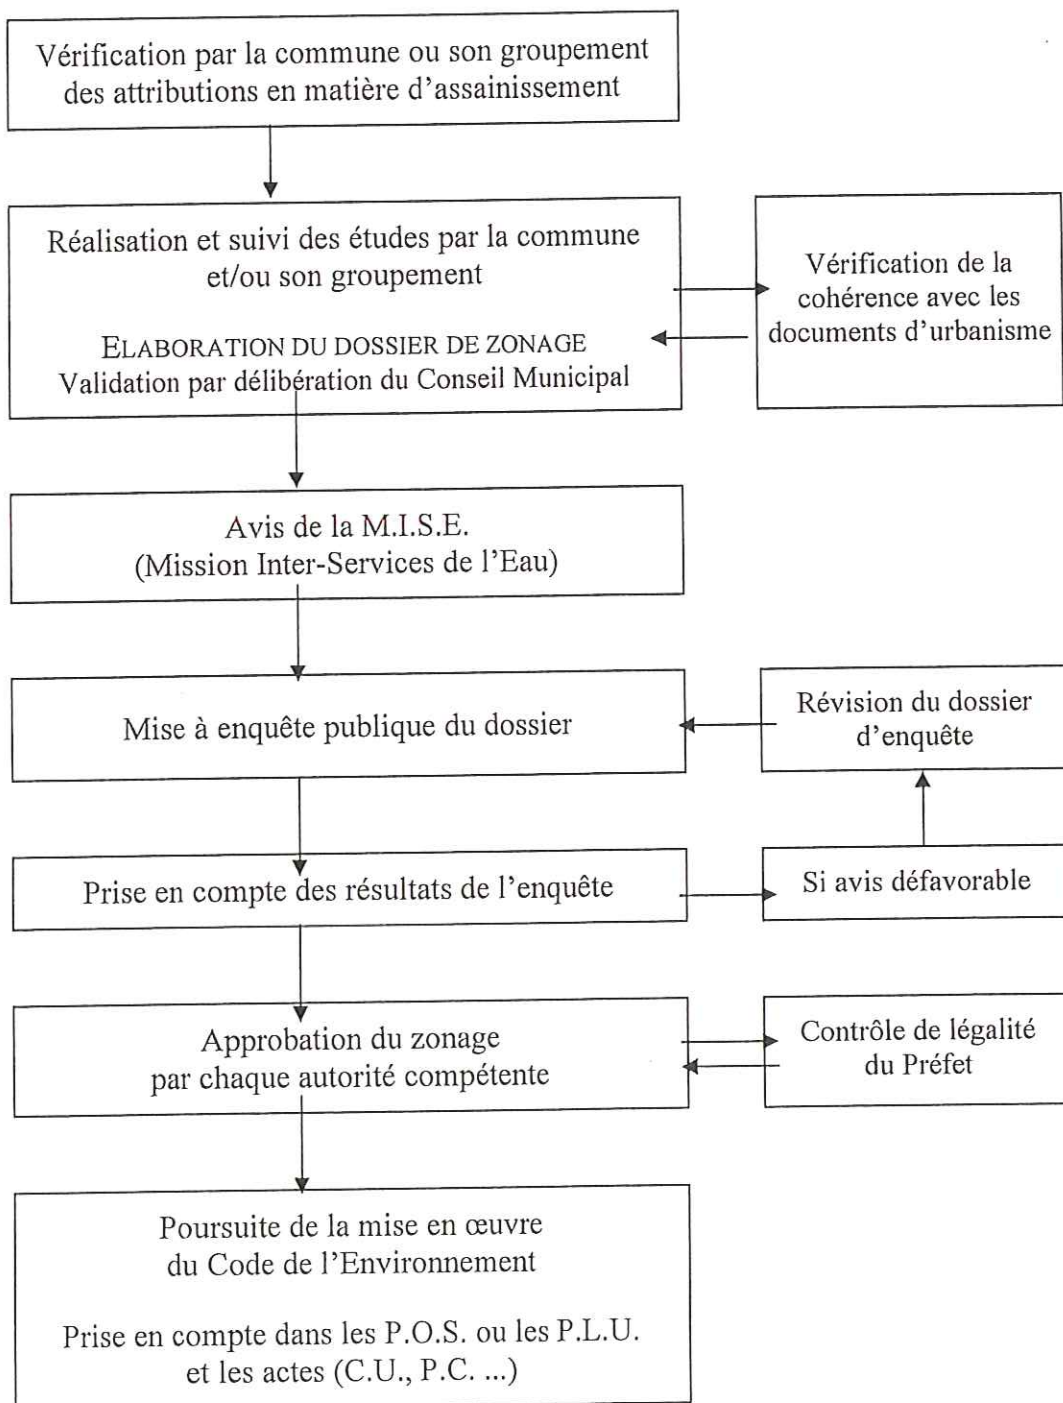 Vérification par la commune ou son groupement
des attributions en matière d'assainissement
Réalisation et suivi des études par la commune
et/ou son groupement
ELABORATION DU DOSSIER DE ZONAGE
Validation par délibération du Conseil Municipal
Vérification de la
cohérence avec les
documents d'urbanisme
Avis de la M.I.S.E.
(Mission Inter-Services de l'Eau)
Mise à enquête publique du dossier
Révision du dossier
d'enquête
Prise en compte des résultats de l'enquête
Si avis défavorable
Approbation du zonage
par chaque autorité compétente
Contrôle de légalité
du Préfet
Poursuite de la mise en œuvre
du Code de l'Environnement
Prise en compte dans les P.O.S. ou les P.L.U.
et les actes (C.U., P.C. ...)